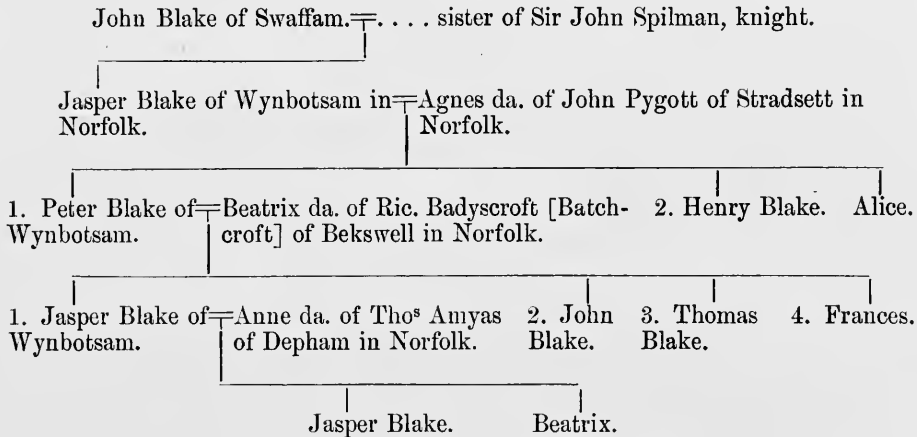 John Blake of Swaffam.=. . . . sister of Sir John Spilman, knight.
Jasper Blake of Wynbotsam in=Agnes da. of John Pygott of Stradsett in
Norfolk. Norfolk.
1. Peter Blake of=Beatrix da. of Ric. Badyscroft [Batch- 2. Henry Blake. Alice.
Wynbotsam. croft] of Bekswell in Norfolk.
1. Jasper Blake of=Anne da. of Thoˢ Amyas 2. John 3. Thomas 4. Frances.
Wynbotsam. of Depham in Norfolk. Blake. Blake.
Jasper Blake. Beatrix.